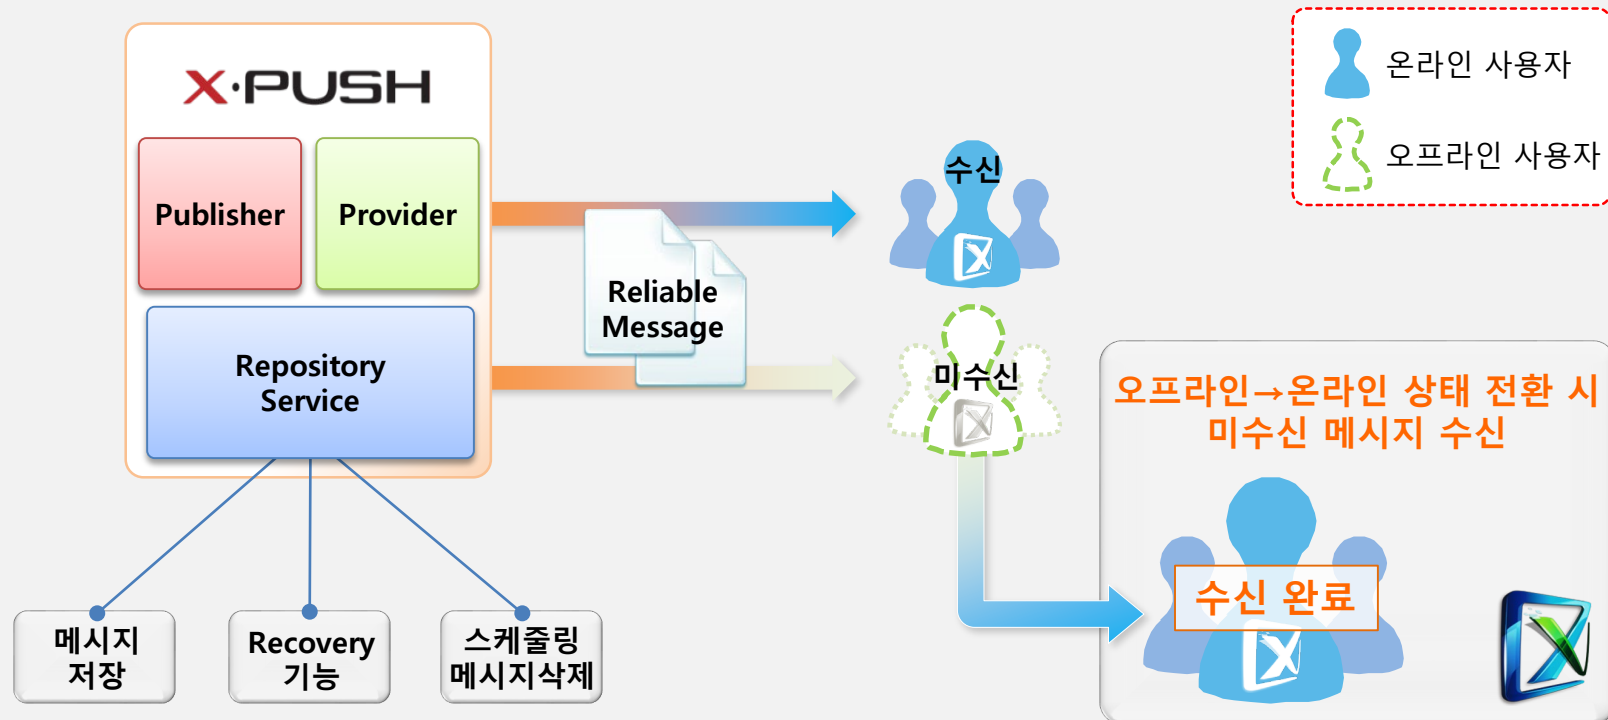 X·PUSH
Publisher
Provider
Repository
Service
메시지
저장
Recovery
기능
스케줄링
메시지삭제
Reliable
Message
수신
미수신
온라인 사용자
오프라인 사용자
오프라인→온라인 상태 전환 시
미수신 메시지 수신
수신 완료